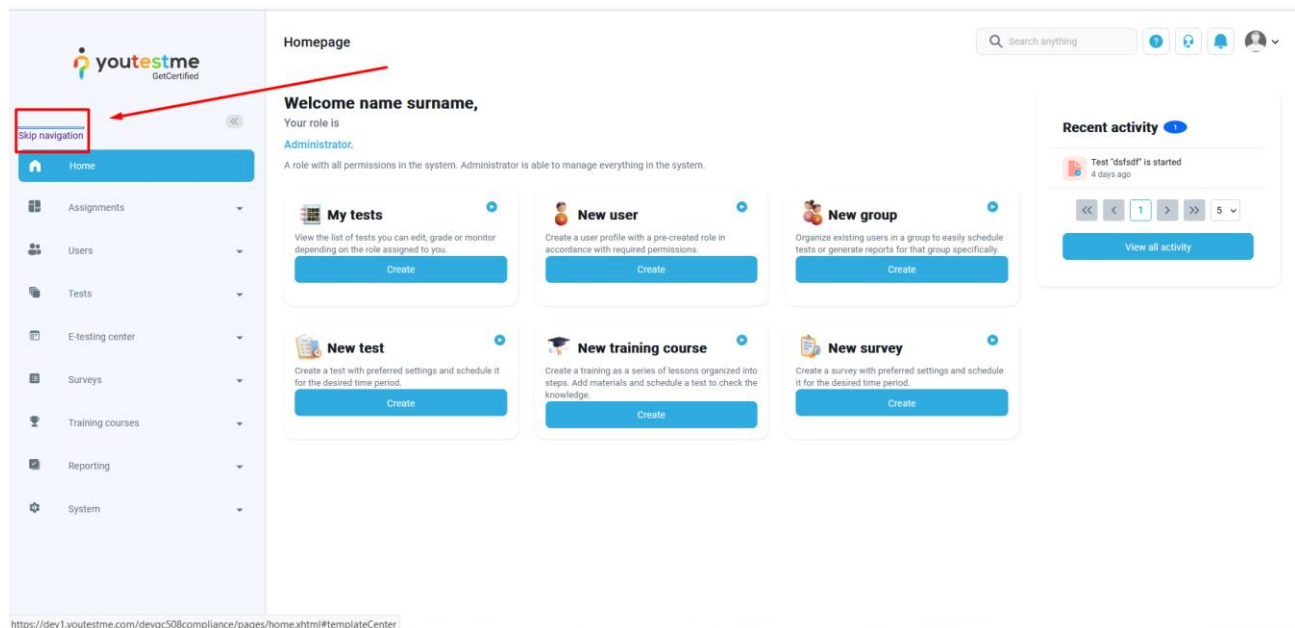 youtestme
GetCertified
Skip navigation
Home
Assignments
Users
Tests
E-testing center
Surveys
Training courses
Reporting
System
Homepage
Search anything
Welcome name surname,
Your role is
Administrator.
A role with all permissions in the system. Administrator is able to manage everything in the system.
My tests
View the list of tests you can edit, grade or monitor
depending on the role assigned to you.
Create
New user
Create a user profile with a pre-created role in
accordance with required permissions.
Create
New group
Organize existing users in a group to easily schedule
tests or generate reports for that group specifically.
Create
New test
Create a test with preferred settings and schedule it
for the desired time period.
Create
New training course
Create a training as a series of lessons organized into
steps. Add materials and schedule a test to check the
knowledge.
Create
New survey
Create a survey with preferred settings and schedule
it for the desired time period.
Create
Recent activity 1
Test "dsfsdf" is started
4 days ago
« < 1 > » 5
View all activity
https://dev1.youtestme.com/devgc508compliance/pages/home.xhtml#templateCenter